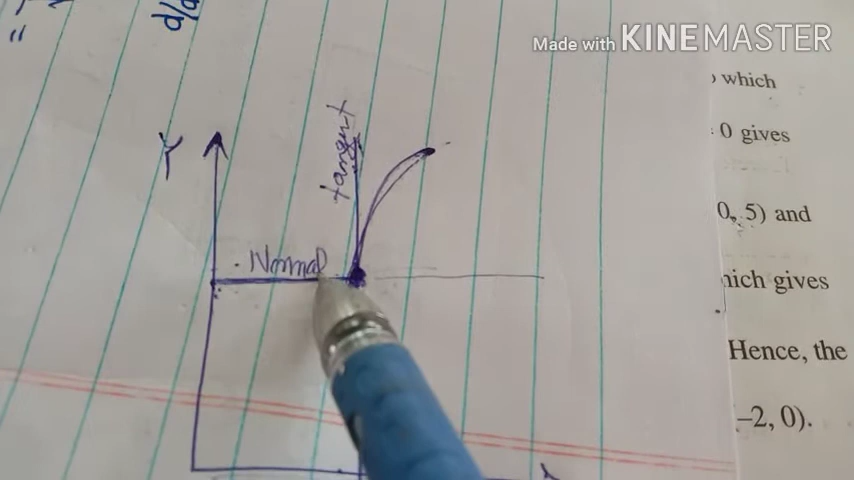 Made with KINEMASTER
which
0 gives
0, 5) and
hich gives
Hence, the
–2, 0).
d/d
=
Y
tangent
Normal